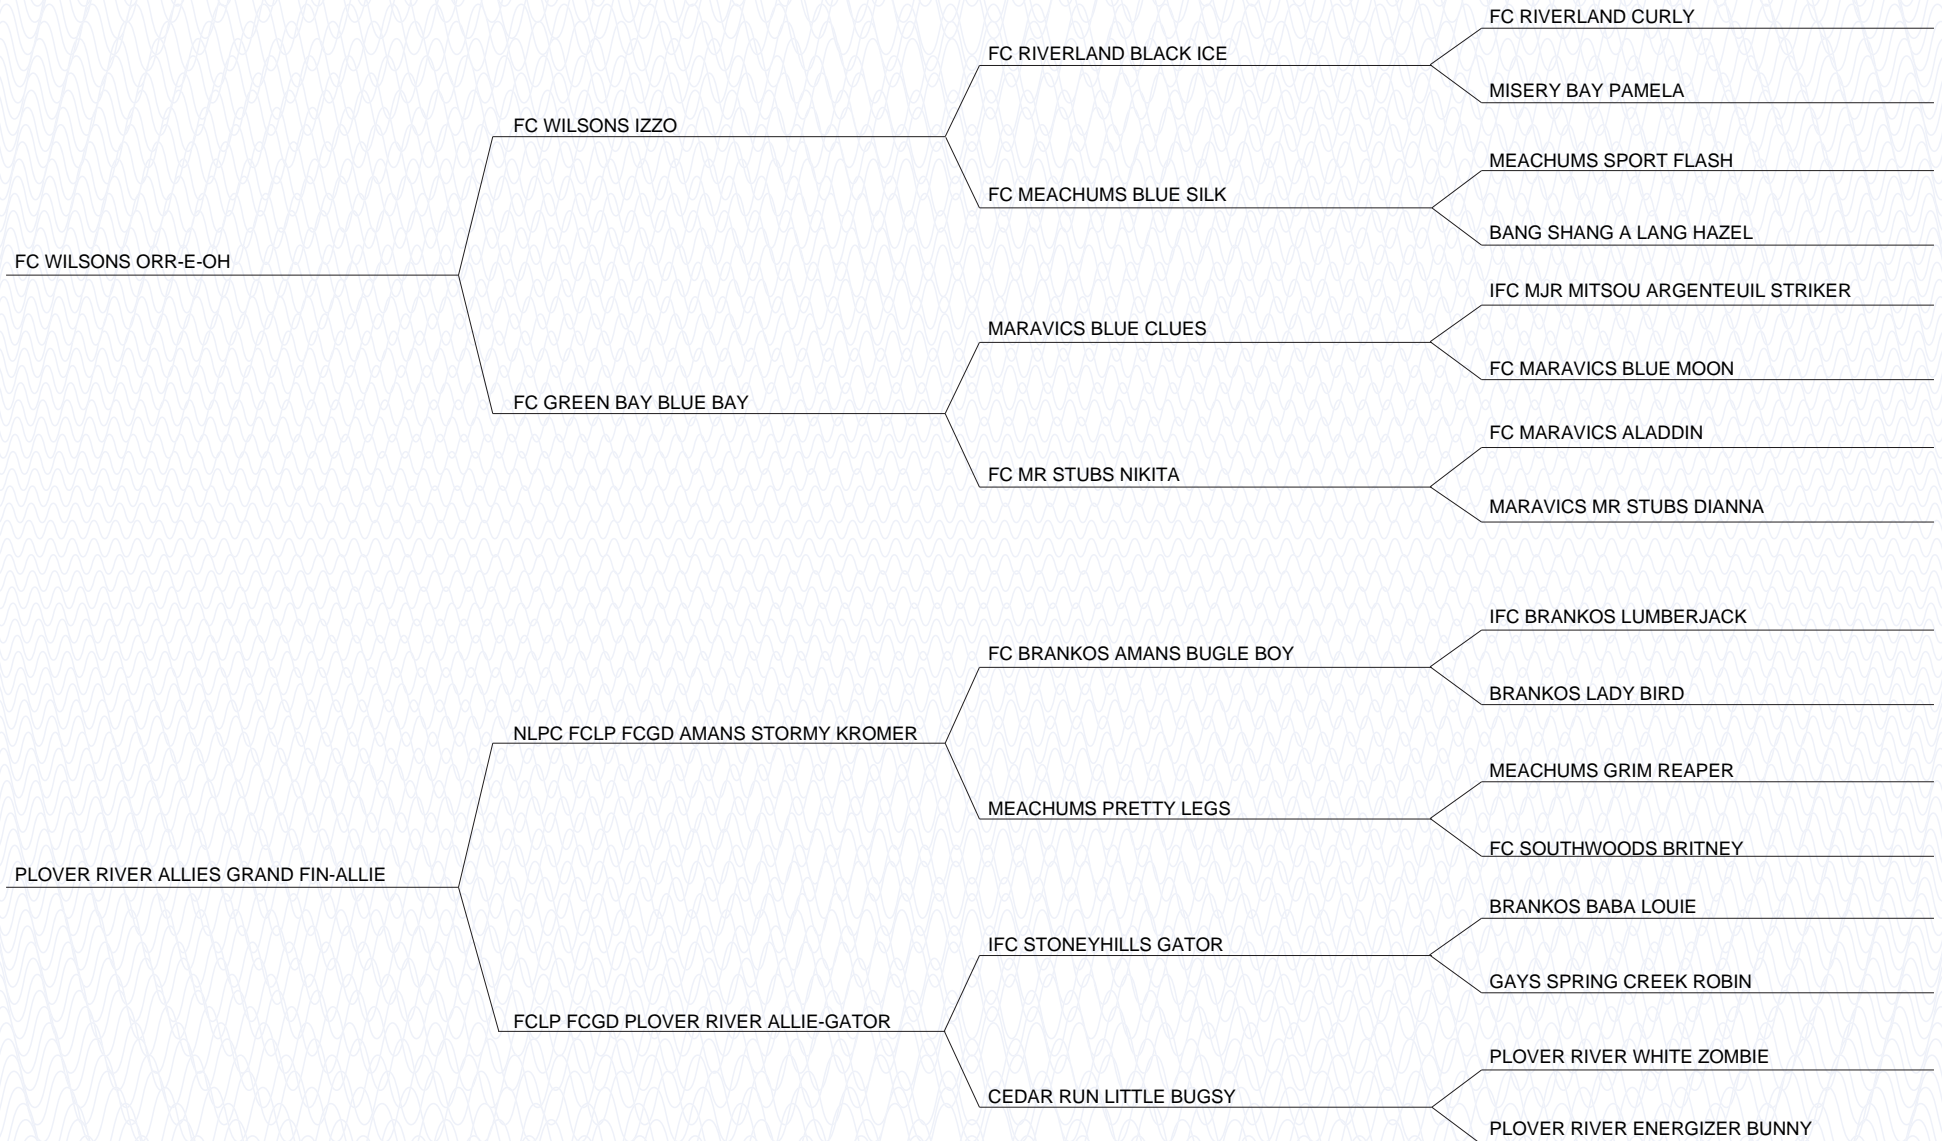 FC RIVERLAND CURLY
FC RIVERLAND BLACK ICE
MISERY BAY PAMELA
FC WILSONS IZZO
MEACHUMS SPORT FLASH
FC MEACHUMS BLUE SILK
BANG SHANG A LANG HAZEL
FC WILSONS ORR-E-OH
IFC MJR MITSOU ARGENTEUIL STRIKER
MARAVICS BLUE CLUES
FC MARAVICS BLUE MOON
FC GREEN BAY BLUE BAY
FC MARAVICS ALADDIN
FC MR STUBS NIKITA
MARAVICS MR STUBS DIANNA
IFC BRANKOS LUMBERJACK
FC BRANKOS AMANS BUGLE BOY
BRANKOS LADY BIRD
NLPC FCLP FCGD AMANS STORMY KROMER
MEACHUMS GRIM REAPER
MEACHUMS PRETTY LEGS
FC SOUTHWOODS BRITNEY
PLOVER RIVER ALLIES GRAND FIN-ALLIE
BRANKOS BABA LOUIE
IFC STONEYHILLS GATOR
GAYS SPRING CREEK ROBIN
FCLP FCGD PLOVER RIVER ALLIE-GATOR
PLOVER RIVER WHITE ZOMBIE
CEDAR RUN LITTLE BUGSY
PLOVER RIVER ENERGIZER BUNNY